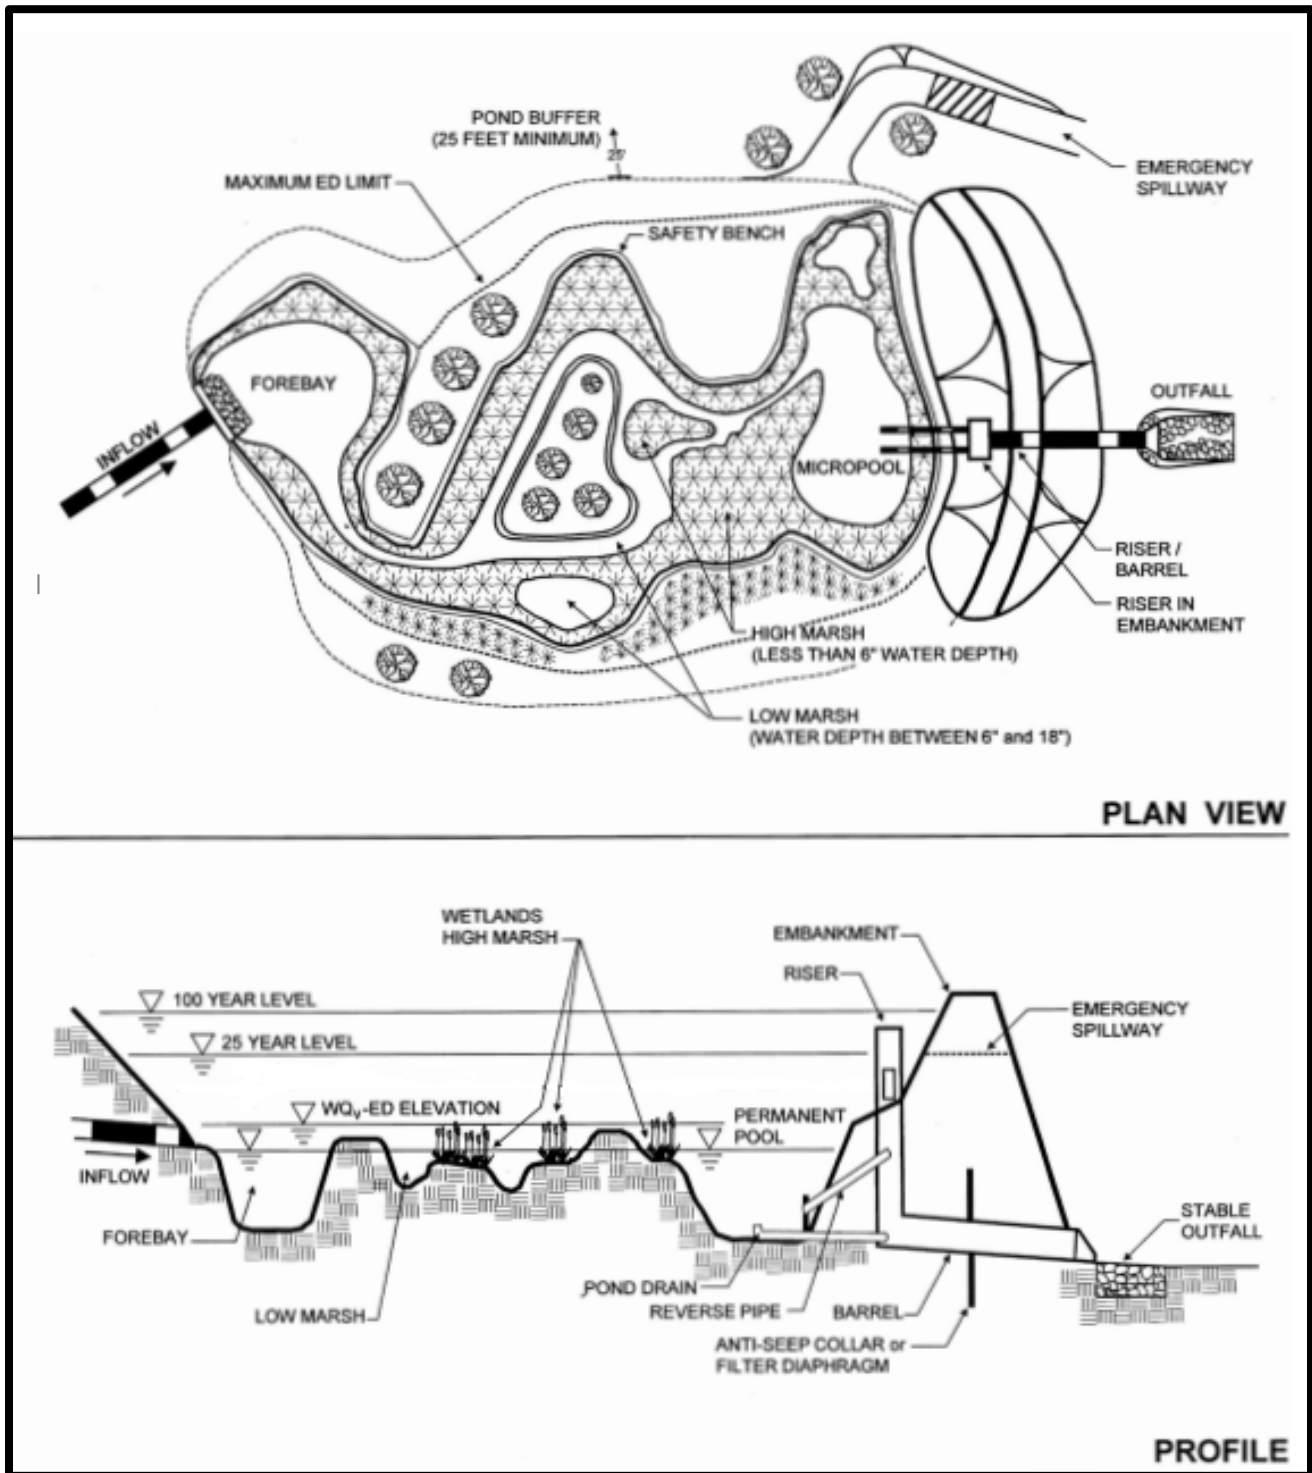 POND BUFFER
(25 FEET MINIMUM)
25'
MAXIMUM ED LIMIT
EMERGENCY
SPILLWAY
SAFETY BENCH
FOREBAY
OUTFALL
INFLOW
MICROPOOL
RISER /
BARREL
RISER IN
EMBANKMENT
HIGH MARSH
(LESS THAN 6" WATER DEPTH)
LOW MARSH
(WATER DEPTH BETWEEN 6" and 18")
PLAN VIEW
WETLANDS
HIGH MARSH
EMBANKMENT
RISER
100 YEAR LEVEL
EMERGENCY
SPILLWAY
25 YEAR LEVEL
WQv-ED ELEVATION
PERMANENT
POOL
INFLOW
FOREBAY
STABLE
OUTFALL
POND DRAIN
LOW MARSH
REVERSE PIPE
BARREL
ANTI-SEEP COLLAR or
FILTER DIAPHRAGM
PROFILE